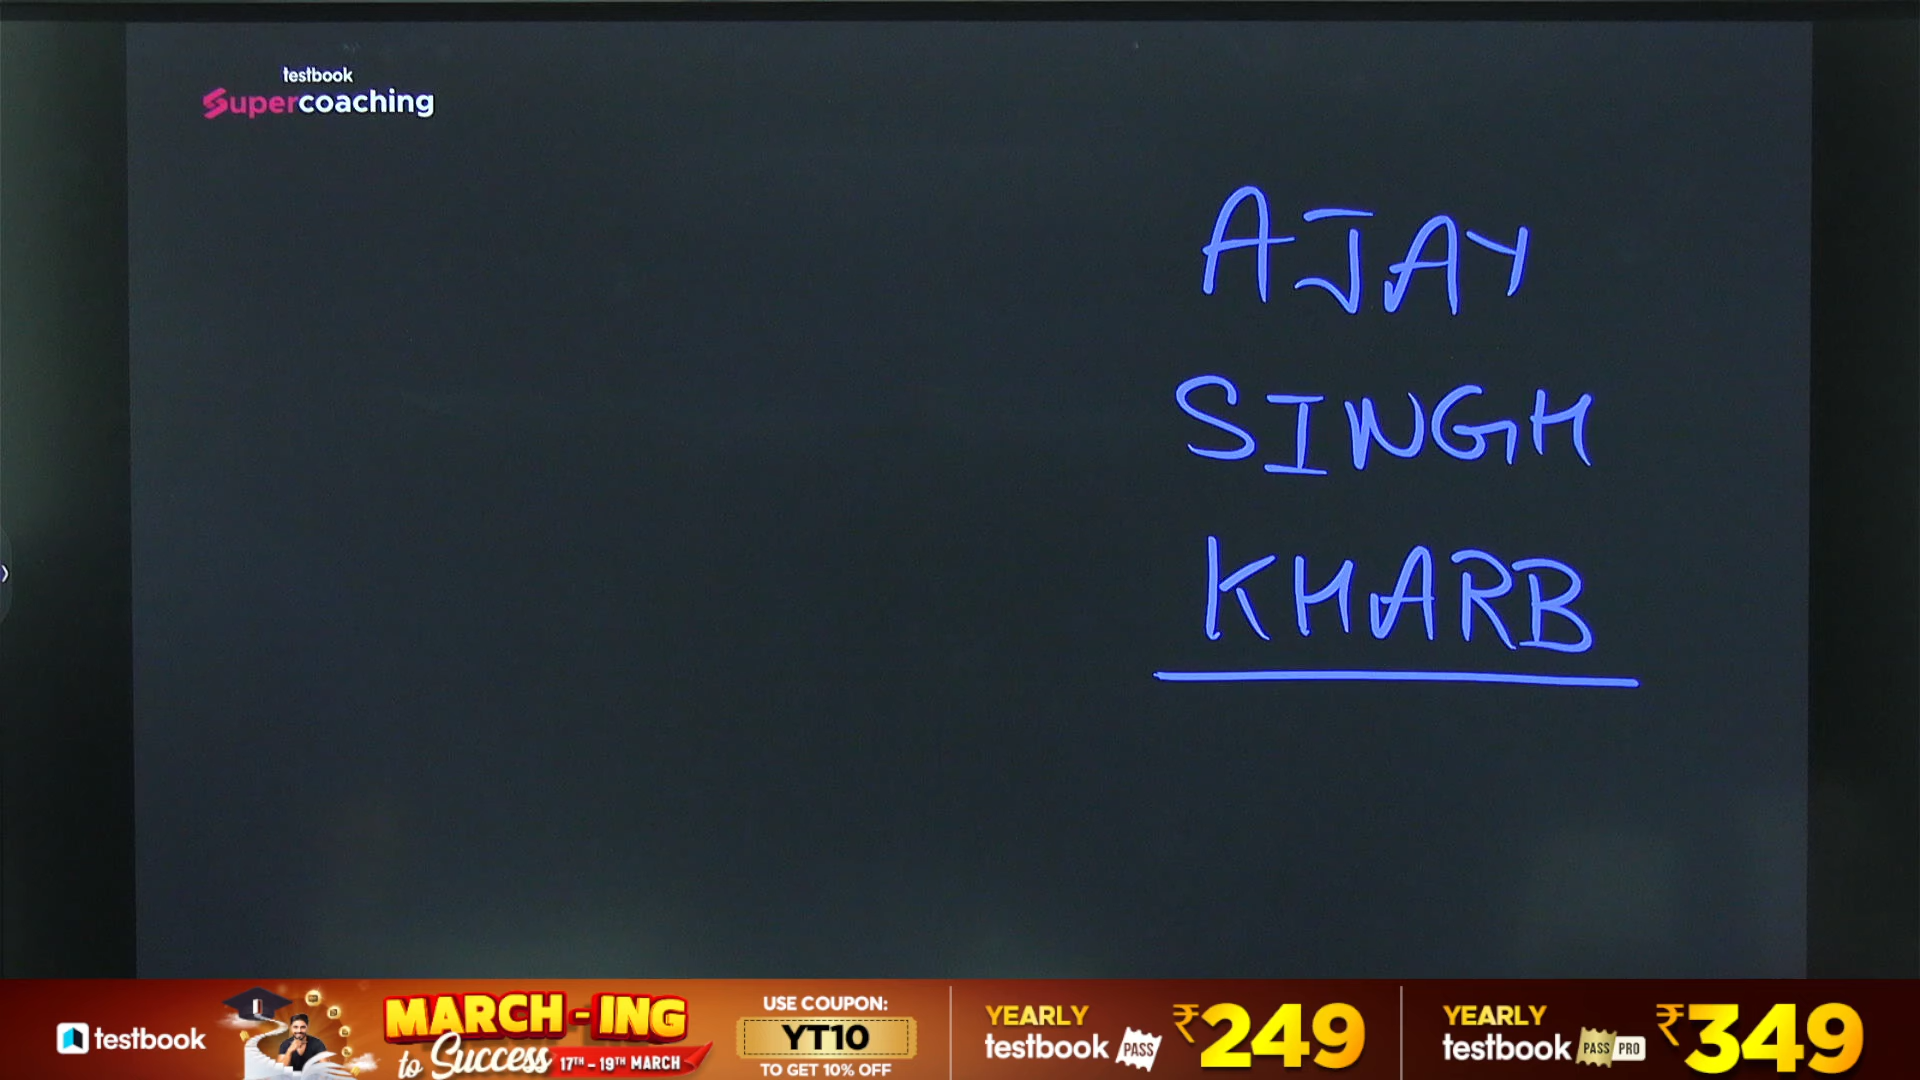 testbook
Supercoaching
AJAY
SINGH
KHARB
testbook
MARCH-ING
to Success 17TH - 19TH MARCH
USE COUPON:
YT10
TO GET 10% OFF
YEARLY
testbook PASS
₹249
YEARLY
testbook PASS PRO
₹349